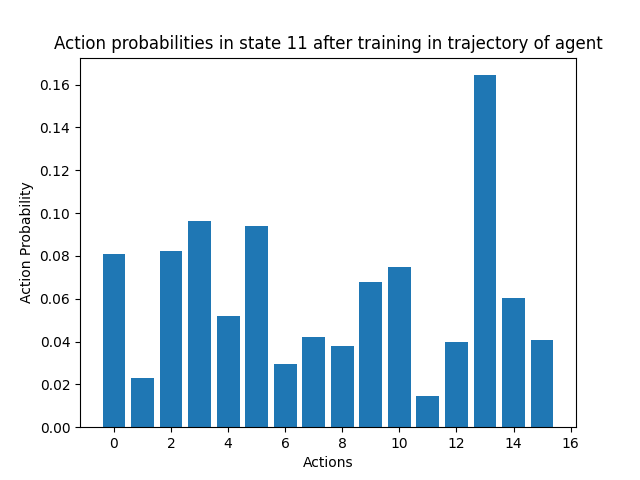 Action probabilities in state 11 after training in trajectory of agent
0.16
0.14
0.12
0.10
0.08
0.06
0.04
0.02
0.00
Action Probability
0 2 4 6 8 10 12 14 16
Actions